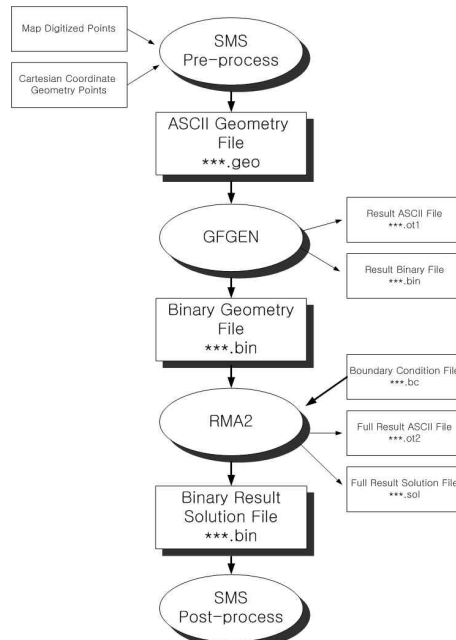 Map Digitized Points
Cartesian Coordinate
Geometry Points
SMS
Pre-process
ASCII Geometry
File
***.geo
GFGEN
Result ASCII File
***.ot1
Result Binary File
***.bin
Binary Geometry
File
***.bin
Boundary Condition File
***.bc
RMA2
Full Result ASCII File
***.ot2
Full Result Solution File
***.sol
Binary Result
Solution File
***.bin
SMS
Post-process